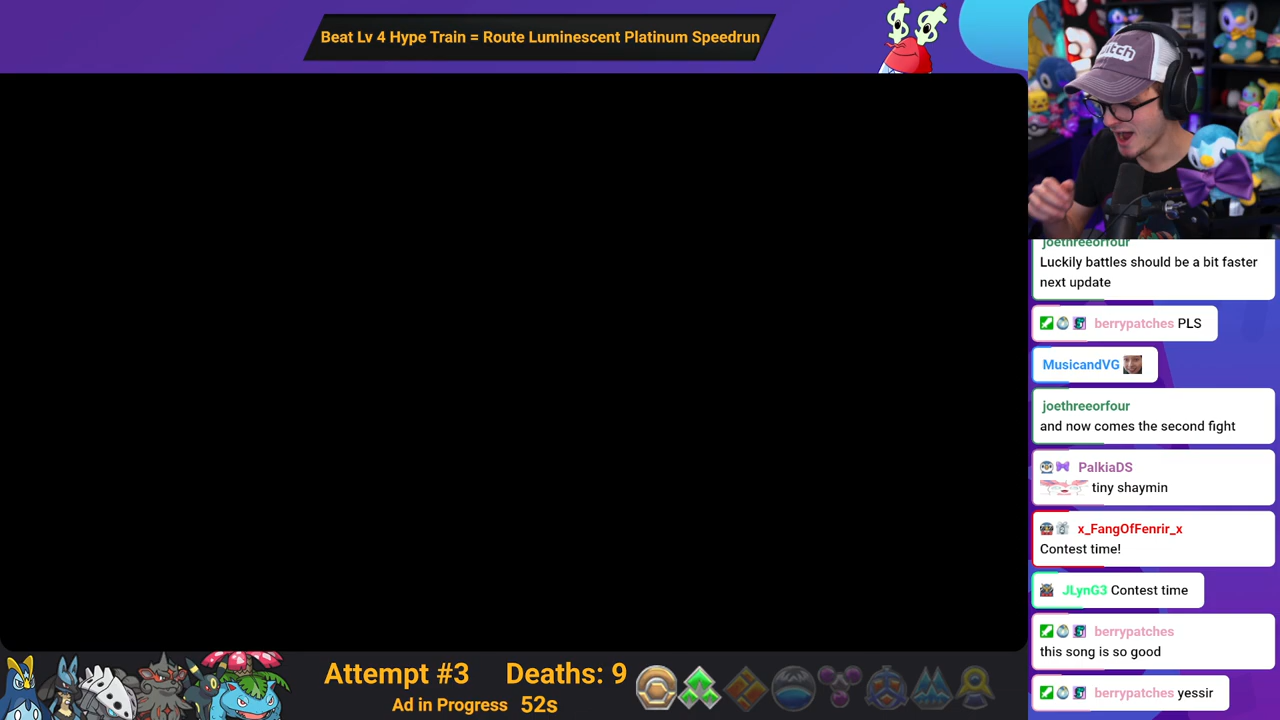 Beat Lv 4 Hype Train = Route Luminescent Platinum Speedrun
twitch
joethreeorfour
Luckily battles should be a bit faster
next update
berrypatches PLS
MusicandVG
joethreeorfour
and now comes the second fight
PalkiaDS
tiny shaymin
x_FangOfFenrir_x
Contest time!
JLynG3 Contest time
berrypatches
this song is so good
berrypatches yessir
Attempt #3 Deaths: 9
Ad in Progress 52s